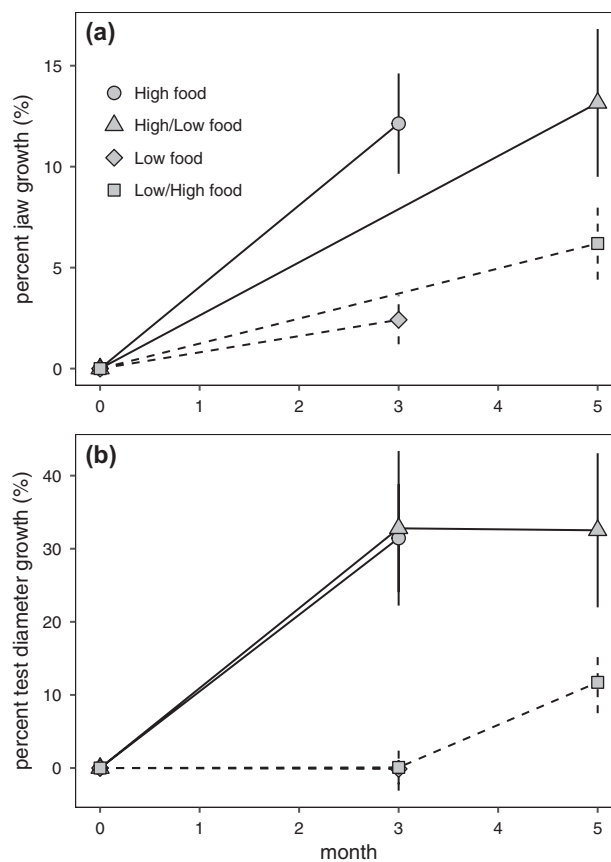 (a)
15
10
5
0
percent jaw growth (%)
High food
High/Low food
Low food
Low/High food
0 1 2 3 4 5
(b)
40
30
20
10
0
percent test diameter growth (%)
0 1 2 3 4 5
month